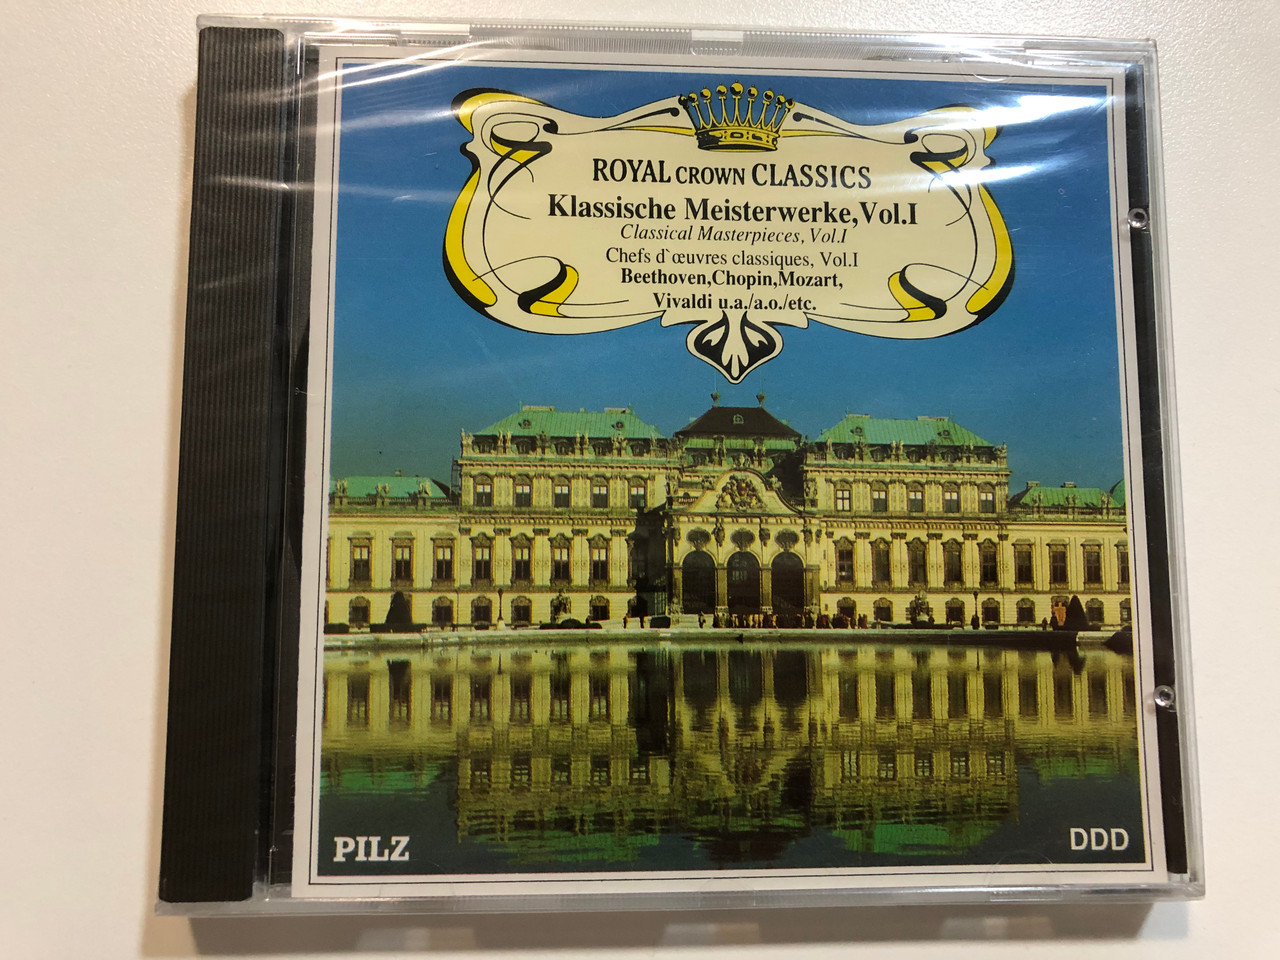 ROYAL CROWN CLASSICS
Klassische Meisterwerke,Vol.I
Classical Masterpieces, Vol.I
Chefs d`œuvres classiques, Vol.I
Beethoven,Chopin,Mozart,
Vivaldi u.a./a.o./etc.
PILZ
DDD